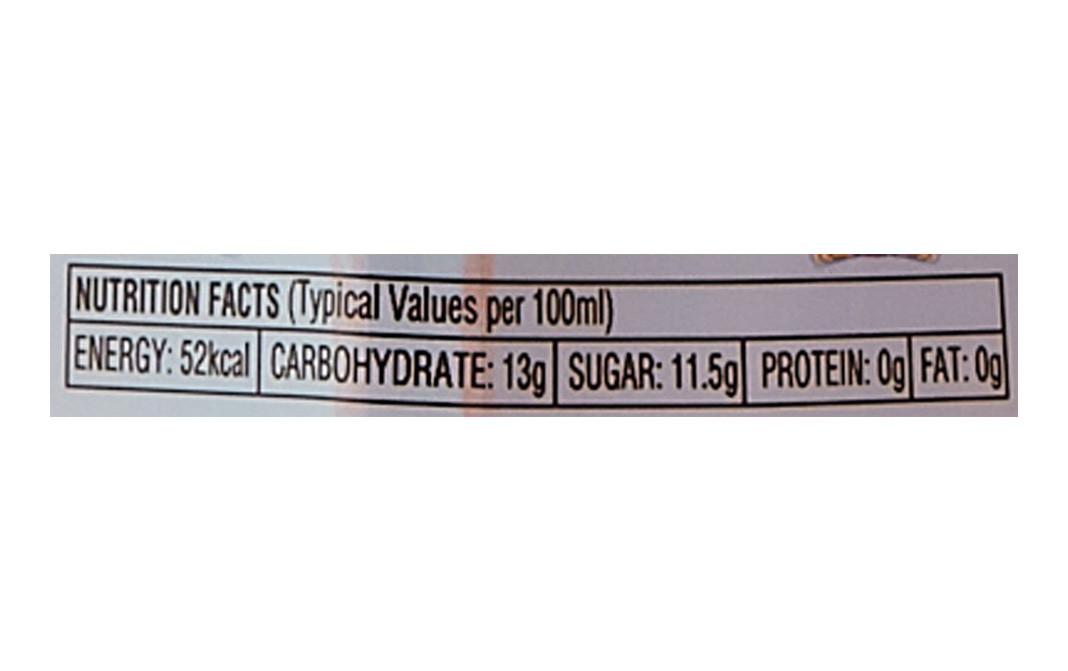 NUTRITION FACTS (Typical Values per 100ml)
ENERGY: 52kcal CARBOHYDRATE: 13g SUGAR: 11.5g PROTEIN: 0g FAT: 0g